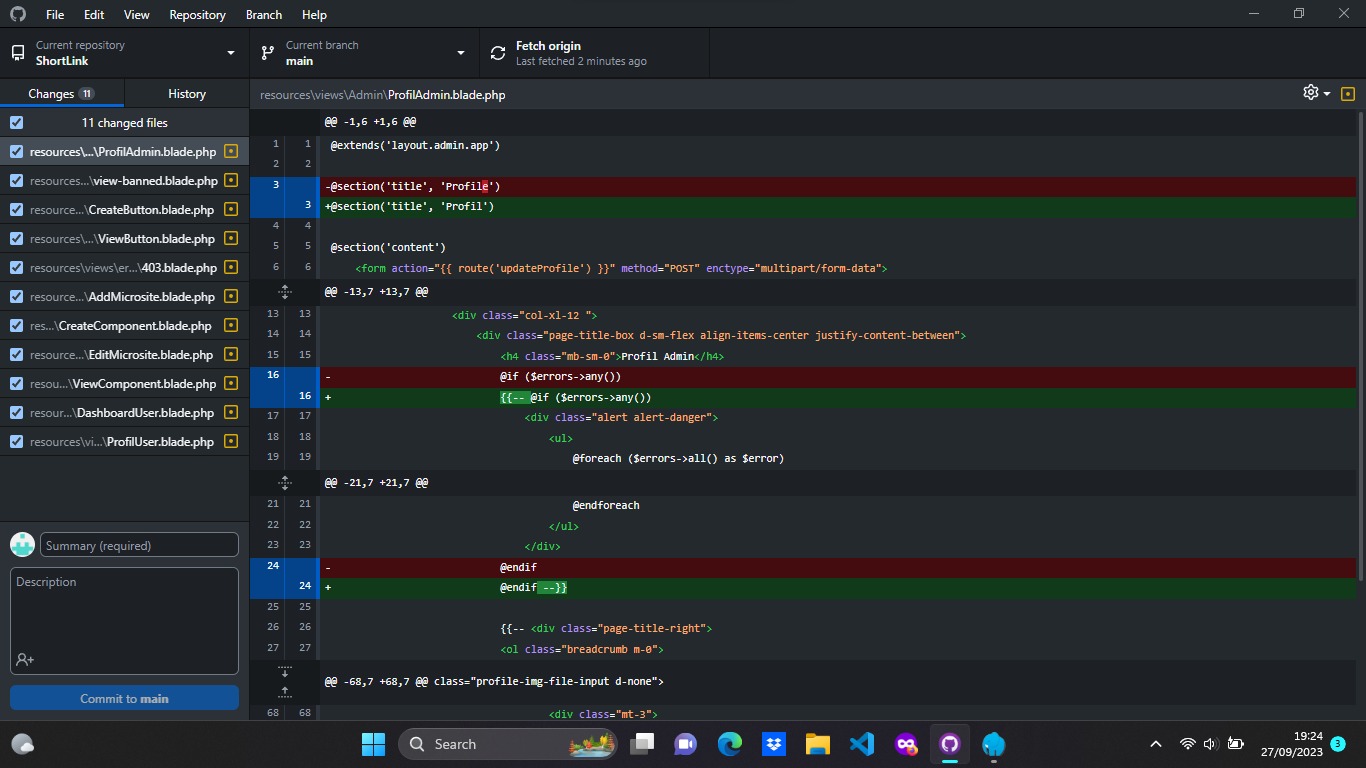 File Edit View Repository Branch Help
Current repository
ShortLink
Current branch
main
Fetch origin
Last fetched 2 minutes ago
Changes 11 History
11 changed files
resources\...\ProfilAdmin.blade.php
resources...\view-banned.blade.php
resource...\CreateButton.blade.php
resources\...\ViewButton.blade.php
resources\views\er...\403.blade.php
resource...\AddMicrosite.blade.php
res...\CreateComponent.blade.php
resource...\EditMicrosite.blade.php
resou...\ViewComponent.blade.php
resour...\DashboardUser.blade.php
resources\vi...\ProfilUser.blade.php
Summary (required)
Description
Commit to main
resources\views\Admin\ProfilAdmin.blade.php
@@ -1,6 +1,6 @@
1 1 @extends('layout.admin.app')
2 2
3 -@section('title', 'Profile')
3 +@section('title', 'Profil')
4 4
5 5 @section('content')
6 6 <form action="{{ route('updateProfile') }}" method="POST" enctype="multipart/form-data">
@@ -13,7 +13,7 @@
13 13 <div class="col-xl-12 ">
14 14 <div class="page-title-box d-sm-flex align-items-center justify-content-between">
15 15 <h4 class="mb-sm-0">Profil Admin</h4>
16 - @if ($errors->any())
16 + {{-- @if ($errors->any())
17 17 <div class="alert alert-danger">
18 18 <ul>
19 19 @foreach ($errors->all() as $error)
@@ -21,7 +21,7 @@
21 21 @endforeach
22 22 </ul>
23 23 </div>
24 - @endif
24 + @endif --}}
25 25
26 26 {{-- <div class="page-title-right">
27 27 <ol class="breadcrumb m-0">
@@ -68,7 +68,7 @@ class="profile-img-file-input d-none">
68 68 <div class="mt-3">
Search
19:24
27/09/2023
3